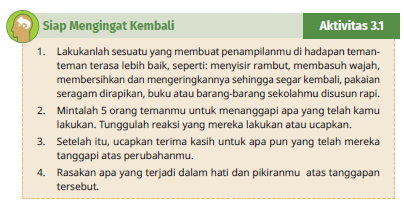 Siap Mengingat Kembali
Aktivitas 3.1
1. Lakukanlah sesuatu yang membuat penampilanmu di hadapan teman-
teman terasa lebih baik, seperti: menyisir rambut, membasuh wajah,
membersihkan dan mengeringkannya sehingga segar kembali, pakaian
seragam dirapikan, buku atau barang-barang sekolahmu disusun rapi.
2. Mintalah 5 orang temanmu untuk menanggapi apa yang telah kamu
lakukan. Tunggulah reaksi yang mereka lakukan atau ucapkan.
3. Setelah itu, ucapkan terima kasih untuk apa pun yang telah mereka
tanggapi atas perubahanmu.
4. Rasakan apa yang terjadi dalam hati dan pikiranmu atas tanggapan
tersebut.